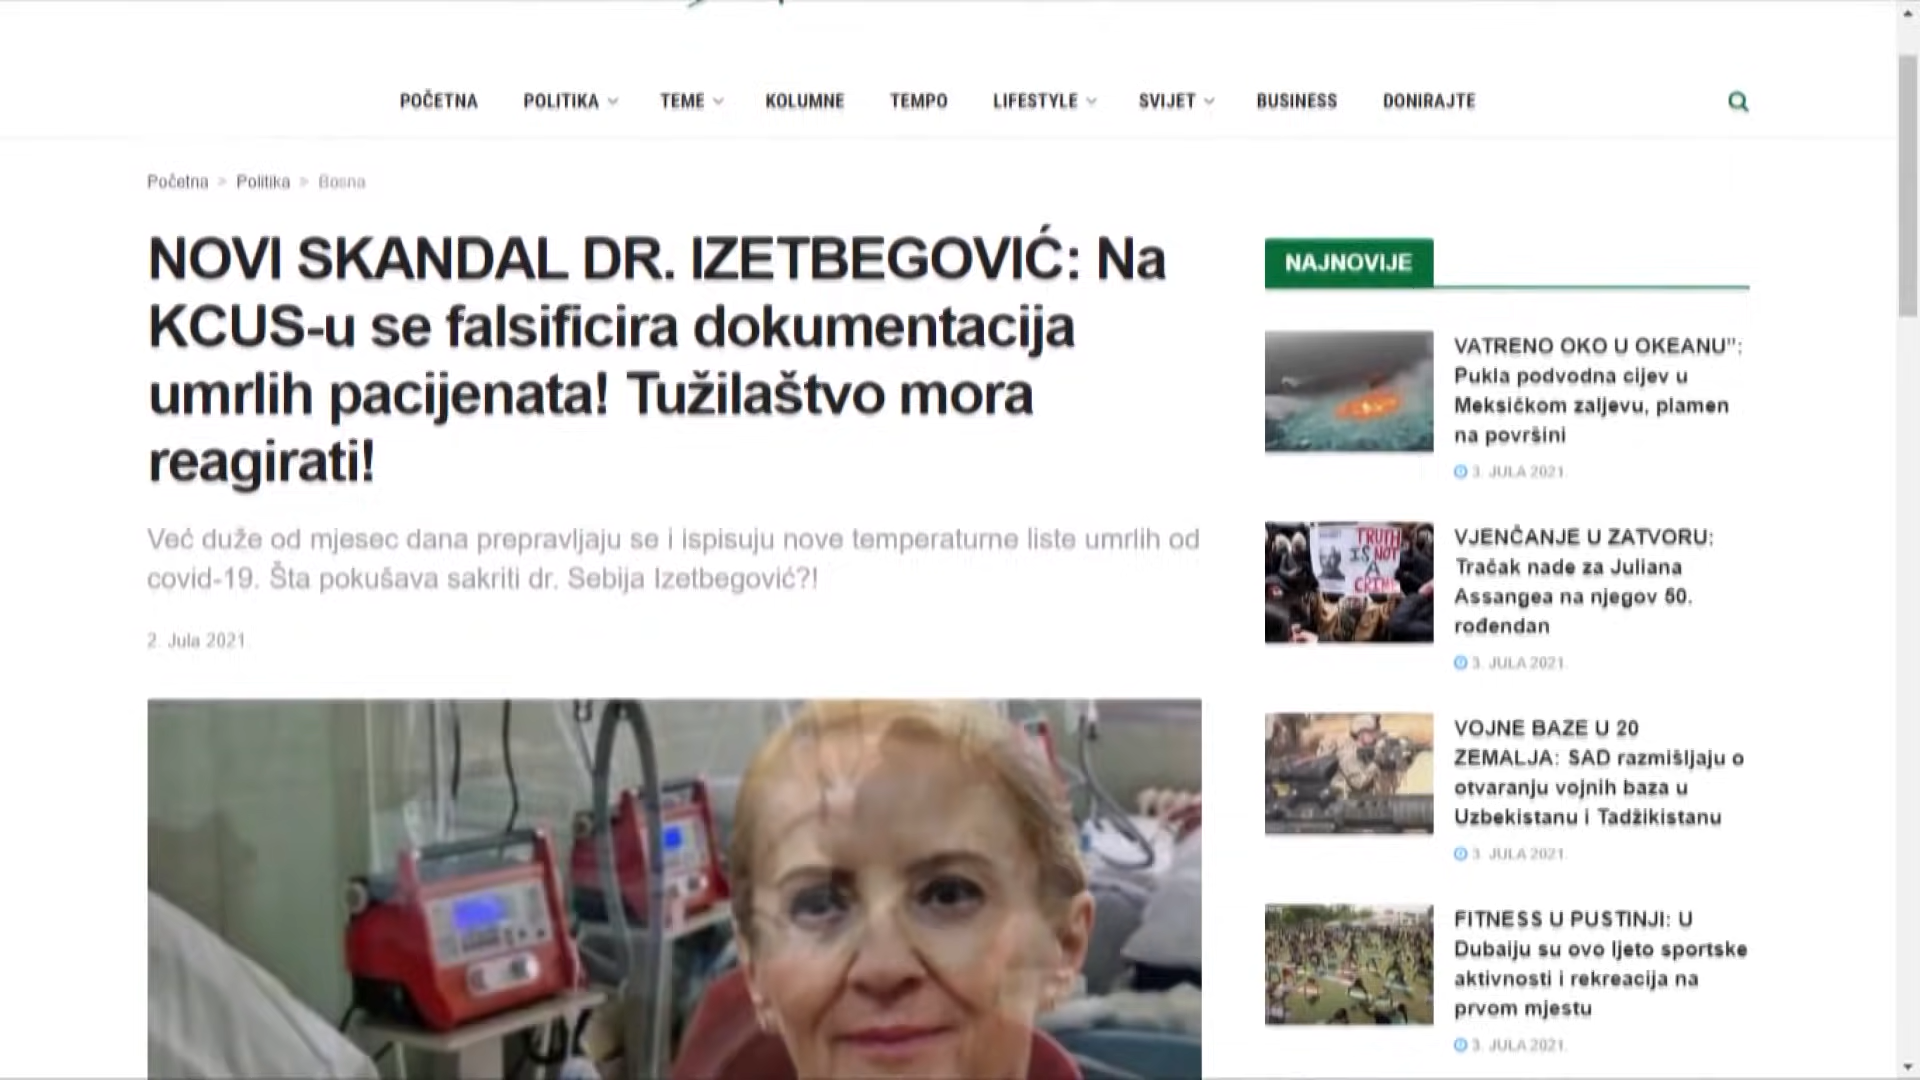 POČETNA POLITIKA TEME KOLUMNE TEMPO LIFESTYLE SVIJET BUSINESS DONIRAJTE
Početna > Politika > Bosna
NOVI SKANDAL DR. IZETBEGOVIĆ: Na
KCUS-u se falsificira dokumentacija
umrlih pacijenata! Tužilaštvo mora
reagirati!
Već duže od mjesec dana prepravljaju se i ispisuju nove temperaturne liste umrlih od
covid-19. Šta pokušava sakriti dr. Sebija Izetbegović?!
2. Jula 2021.
NAJNOVIJE
VATRENO OKO U OKEANU":
Pukla podvodna cijev u
Meksičkom zaljevu, plamen
na površini
3. JULA 2021.
TRUTH
IS NOT
A
CRIME
VJENČANJE U ZATVORU:
Tračak nade za Juliana
Assangea na njegov 50.
rođendan
3. JULA 2021.
VOJNE BAZE U 20
ZEMALJA: SAD razmišljaju o
otvaranju vojnih baza u
Uzbekistanu i Tadžikistanu
3. JULA 2021.
FITNESS U PUSTINJI: U
Dubaiju su ovo ljeto sportske
aktivnosti i rekreacija na
prvom mjestu
3. JULA 2021.